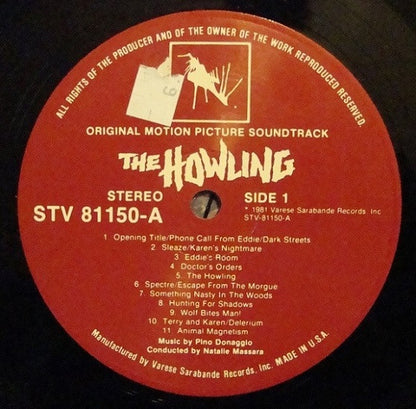 ALL RIGHTS OF THE PRODUCER AND OF THE OWNER OF THE WORK REPRODUCED RESERVED.
9
ORIGINAL MOTION PICTURE SOUNDTRACK
THE HOWLING
STEREO
STV 81150-A
SIDE 1
° 1981 Varese Sarabande Records, Inc
STV-81150-A
1 Opening Title/Phone Call From Eddie/Dark Streets
2 Sleaze/Karen's Nightmare
3 Eddie's Room
4 Doctor's Orders
5 The Howling
6 Spectre/Escape From The Morgue
7 Something Nasty In The Woods
8 Hunting For Shadows
9 Wolf Bites Man!
10 Terry and Karen/Delerium
11 Animal Magnetism
Music by Pino Donaggio
Conducted by Natalie Massara
Manufactured by Varese Sarabande Records, Inc. MADE IN U.S.A.